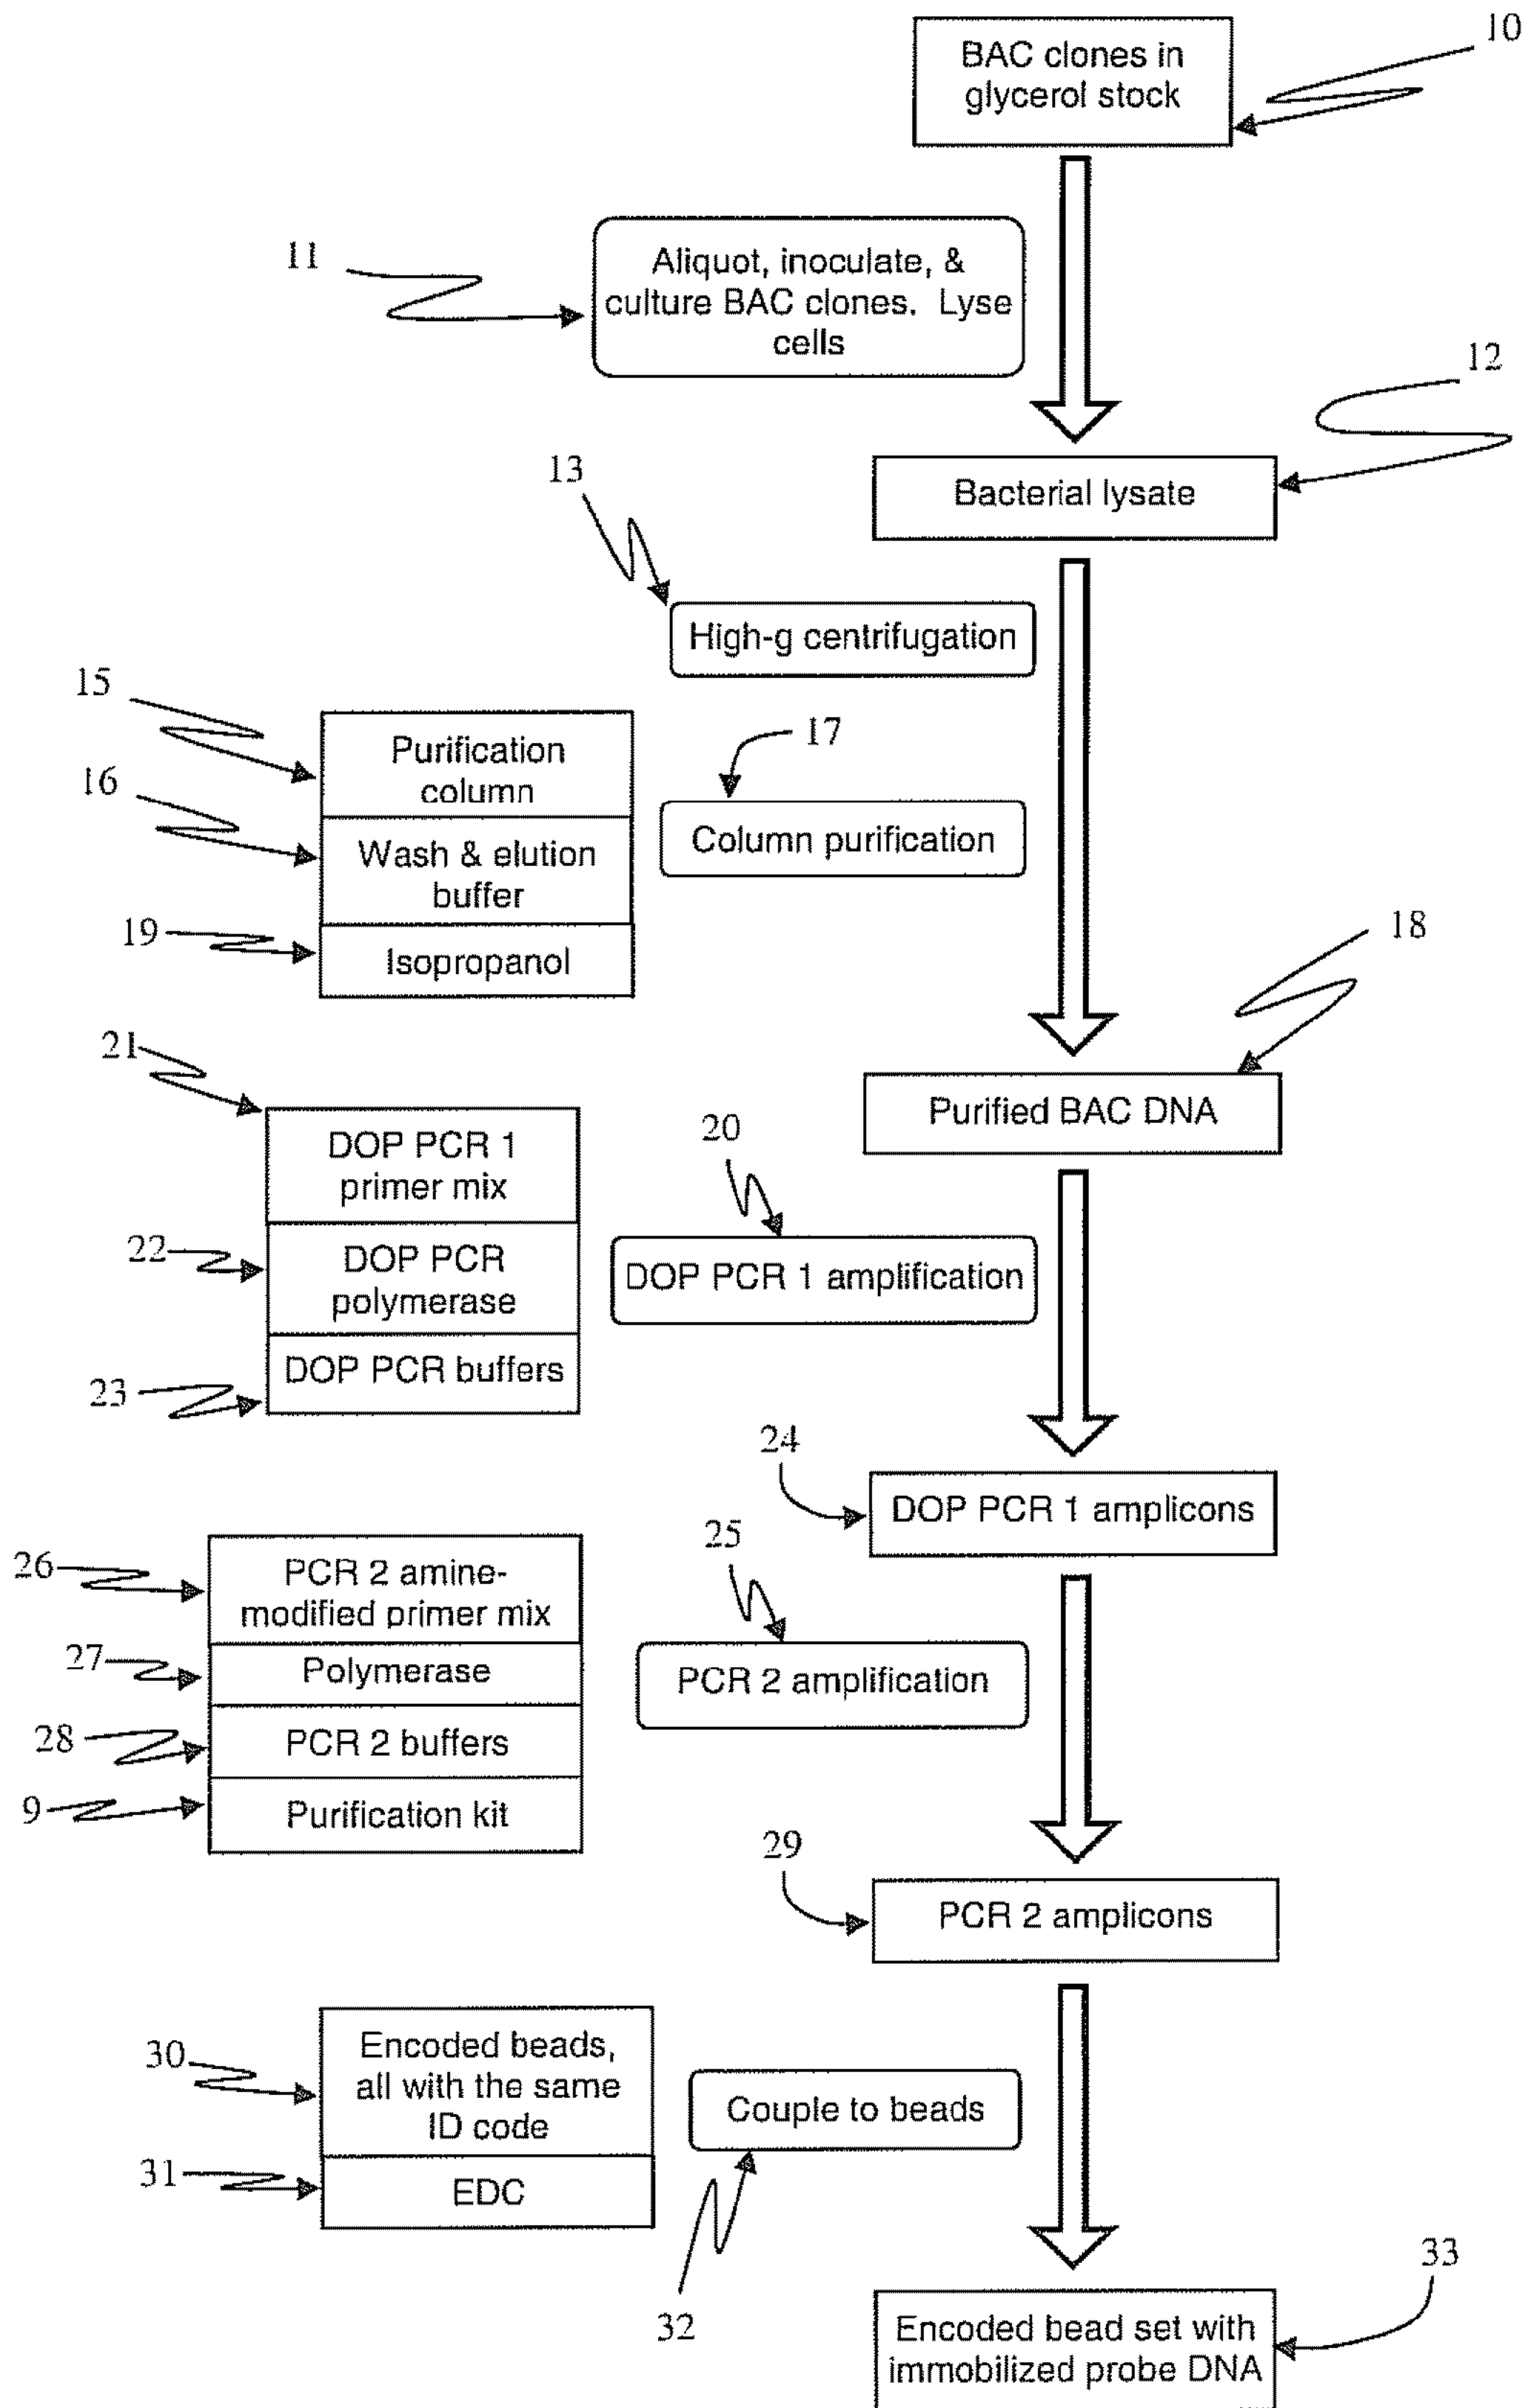 10
BAC clones in
glycerol stock
11
Aliquot, inoculate, &
culture BAC clones. Lyse
cells
12
Bacterial lysate
13
High-g centrifugation
15
Purification
column
16
Wash & elution
buffer
19
Isopropanol
17
Column purification
18
Purified BAC DNA
21
DOP PCR 1
primer mix
22
DOP PCR
polymerase
23
DOP PCR buffers
20
DOP PCR 1 amplification
24
DOP PCR 1 amplicons
26
PCR 2 amine-
modified primer mix
27
Polymerase
28
PCR 2 buffers
9
Purification kit
25
PCR 2 amplification
29
PCR 2 amplicons
30
Encoded beads,
all with the same
ID code
31
EDC
Couple to beads
32
33
Encoded bead set with
immobilized probe DNA